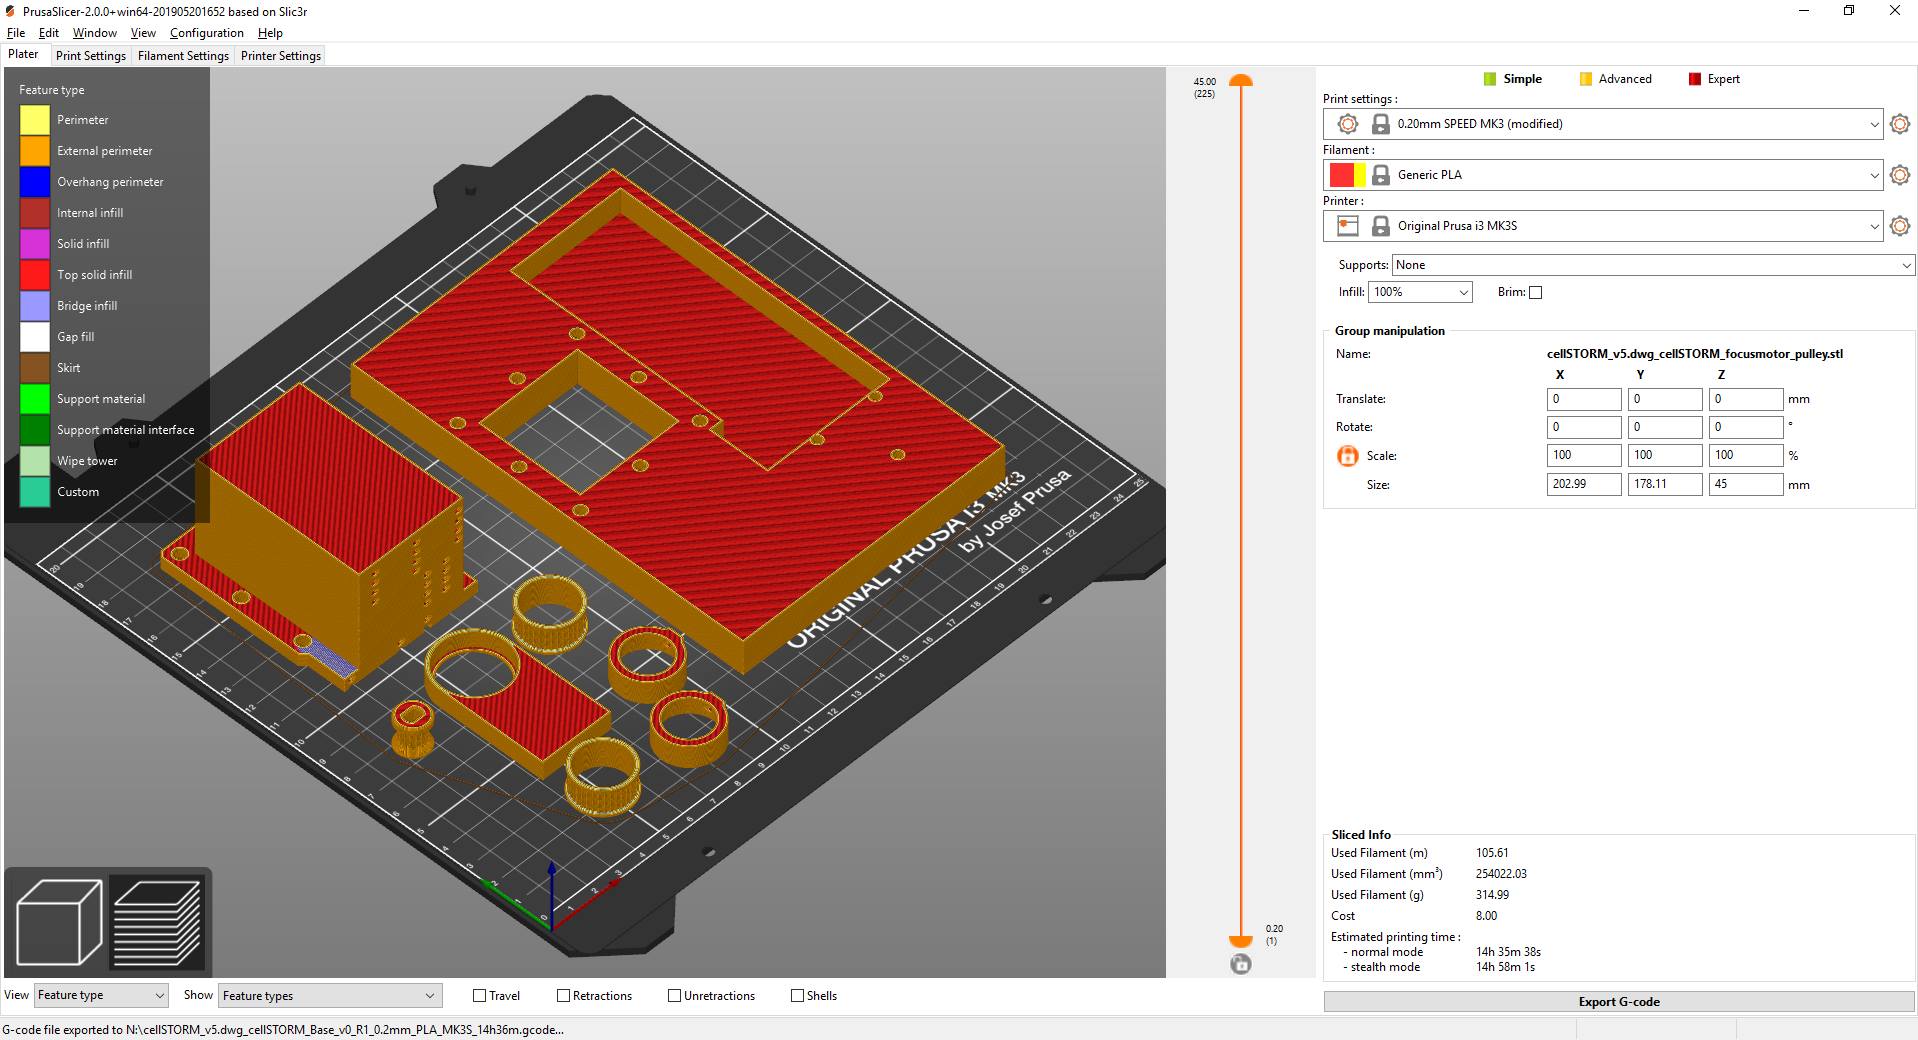 PrusaSlicer-2.0.0+win64-201905201652 based on Slic3r
File Edit Window View Configuration Help
Plater Print Settings Filament Settings Printer Settings
Feature type
Perimeter
External perimeter
Overhang perimeter
Internal infill
Solid infill
Top solid infill
Bridge infill
Gap fill
Skirt
Support material
Support material interface
Wipe tower
Custom
ORIGINAL PRUSA i3 MK3
by Josef Prusa
45.00
(225)
0.20
(1)
Simple Advanced Expert
Print settings :
0.20mm SPEED MK3 (modified)
Filament :
Generic PLA
Printer :
Original Prusa i3 MK3S
Supports: None
Infill: 100% Brim:
Group manipulation
Name: cellSTORM_v5.dwg_cellSTORM_focusmotor_pulley.stl
X Y Z
Translate: 0 0 0 mm
Rotate: 0 0 0 °
Scale: 100 100 100 %
Size: 202.99 178.11 45 mm
Sliced Info
Used Filament (m) 105.61
Used Filament (mm³) 254022.03
Used Filament (g) 314.99
Cost 8.00
Estimated printing time :
- normal mode 14h 35m 38s
- stealth mode 14h 58m 1s
Export G-code
View Feature type Show Feature types Travel Retractions Unretractions Shells
G-code file exported to N:\cellSTORM_v5.dwg_cellSTORM_Base_v0_R1_0.2mm_PLA_MK3S_14h36m.gcode...